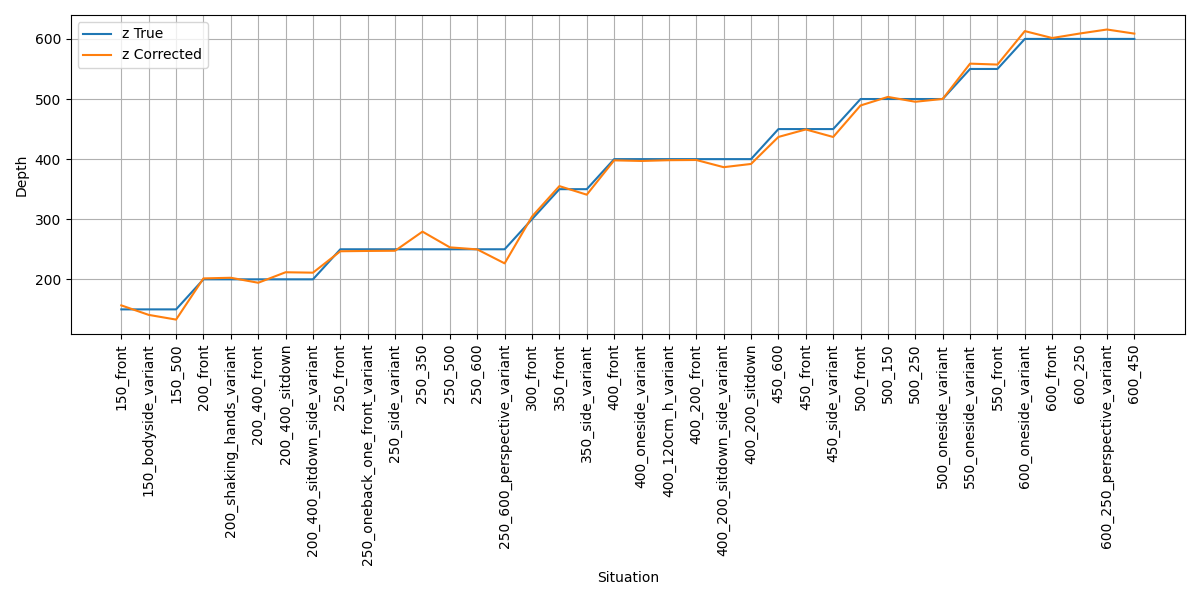 z True
z Corrected
Depth
600
500
400
300
200
150_front
150_bodyside_variant
150_500
200_front
200_shaking_hands_variant
200_400_front
200_400_sitdown
200_400_sitdown_side_variant
250_front
250_oneback_one_front_variant
250_side_variant
250_350
250_500
250_600
250_600_perspective_variant
300_front
350_front
350_side_variant
400_front
400_oneside_variant
400_120cm_h_variant
400_200_front
400_200_sitdown_side_variant
400_200_sitdown
450_600
450_front
450_side_variant
500_front
500_150
500_250
500_oneside_variant
550_oneside_variant
550_front
600_oneside_variant
600_front
600_250
600_250_perspective_variant
600_450
Situation